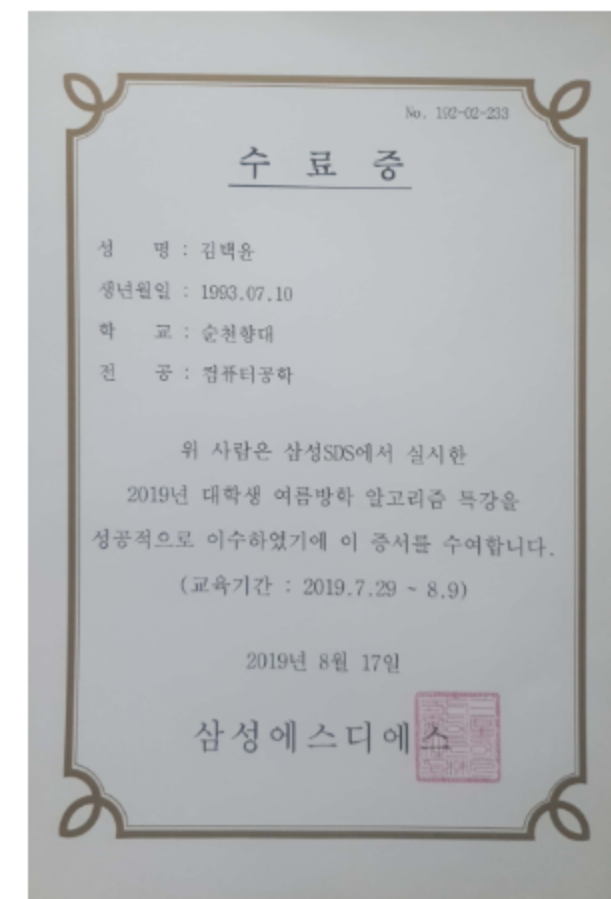 No. 192-02-233
수 료 증
성 명 : 김백윤
생년월일 : 1993.07.10
학 교 : 순천향대
전 공 : 컴퓨터공학
위 사람은 삼성SDS에서 실시한
2019년 대학생 여름방학 알고리즘 특강을
성공적으로 이수하였기에 이 증서를 수여합니다.
(교육기간 : 2019.7.29 ~ 8.9)
2019년 8월 17일
삼성에스디에스